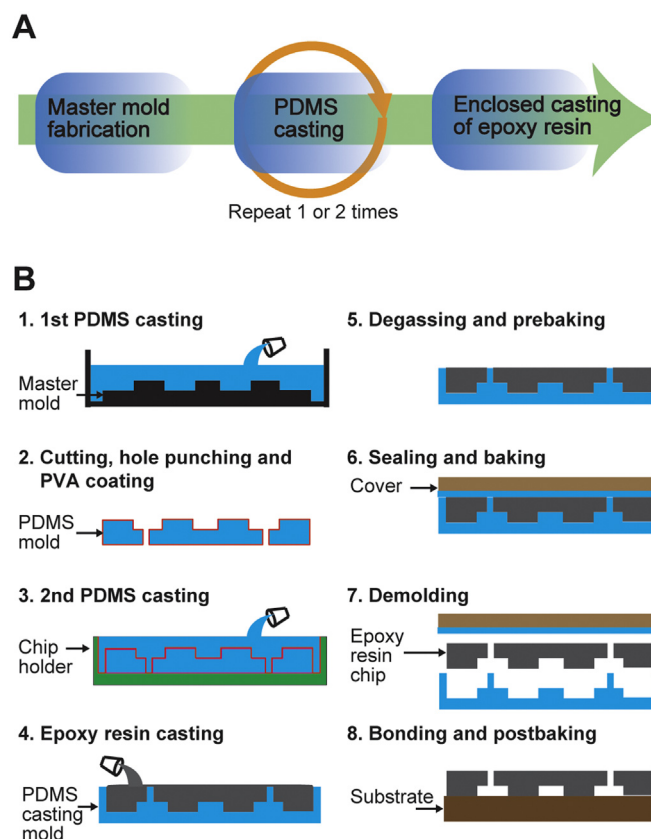 A
Master mold
fabrication
PDMS
casting
Enclosed casting
of epoxy resin
Repeat 1 or 2 times
B
1. 1st PDMS casting
Master
mold
2. Cutting, hole punching and
PVA coating
PDMS
mold
3. 2nd PDMS casting
Chip
holder
4. Epoxy resin casting
PDMS
casting
mold
5. Degassing and prebaking
6. Sealing and baking
Cover
7. Demolding
Epoxy
resin
chip
8. Bonding and postbaking
Substrate